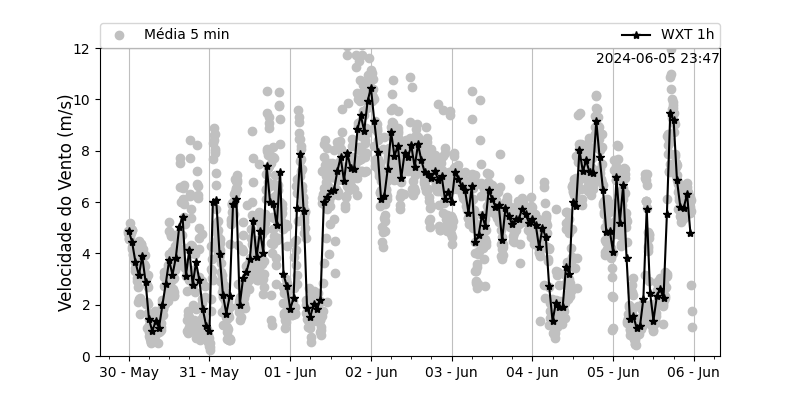 Média 5 min
WXT 1h
2024-06-05 23:47
Velocidade do Vento (m/s)
12
10
8
6
4
2
0
30 - May
31 - May
01 - Jun
02 - Jun
03 - Jun
04 - Jun
05 - Jun
06 - Jun